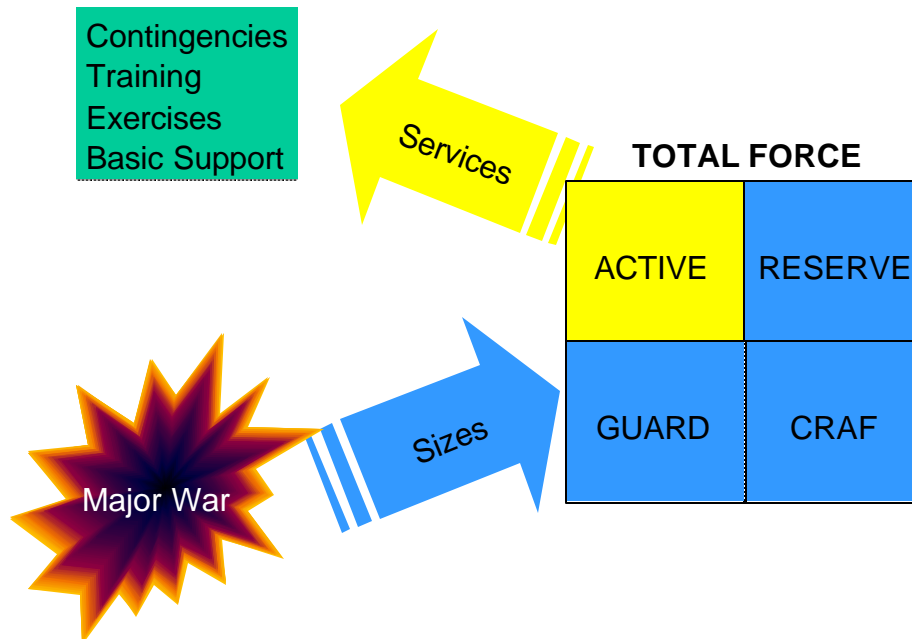 Contingencies
Training
Exercises
Basic Support
Services
TOTAL FORCE
ACTIVE
RESERVE
GUARD
CRAF
Sizes
Major War